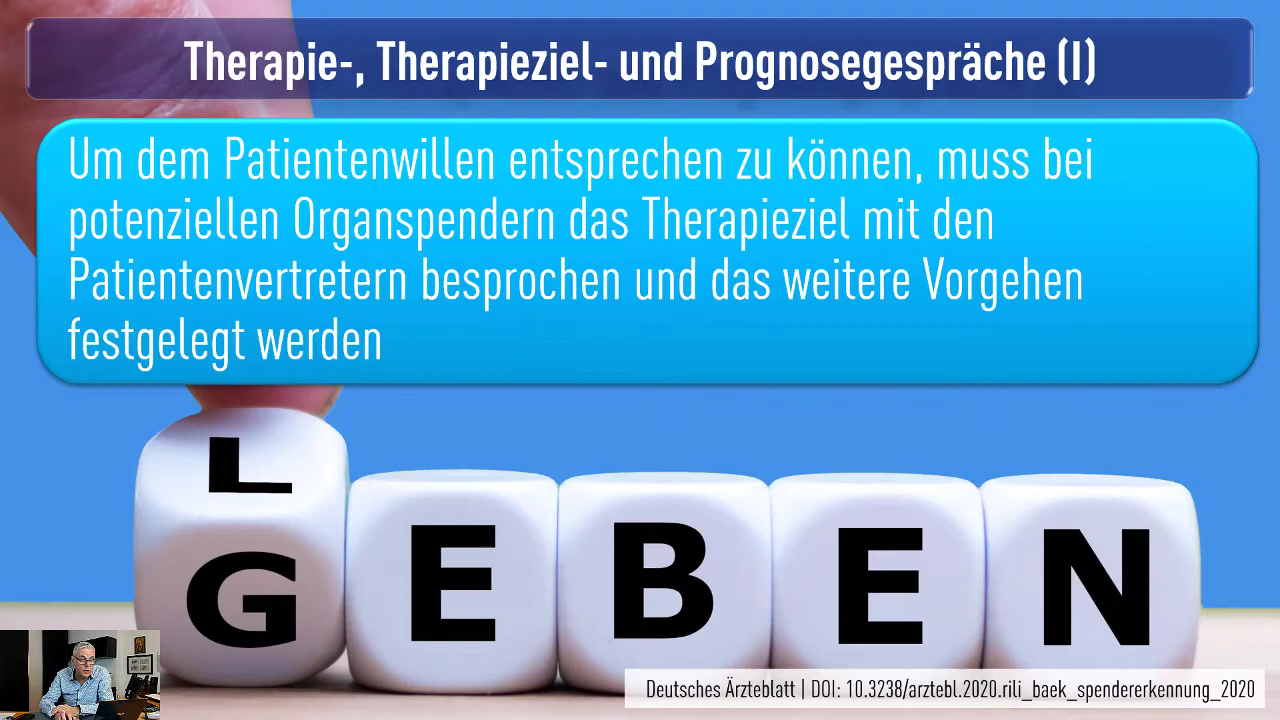 Therapie-, Therapieziel- und Prognosegespräche (I)
Um dem Patientenwillen entsprechen zu können, muss bei
potenziellen Organspendern das Therapieziel mit den
Patientenvertretern besprochen und das weitere Vorgehen
festgelegt werden
L
G E B E N
Deutsches Ärzteblatt | DOI: 10.3238/arztebl.2020.rili_baek_spendererkennung_2020